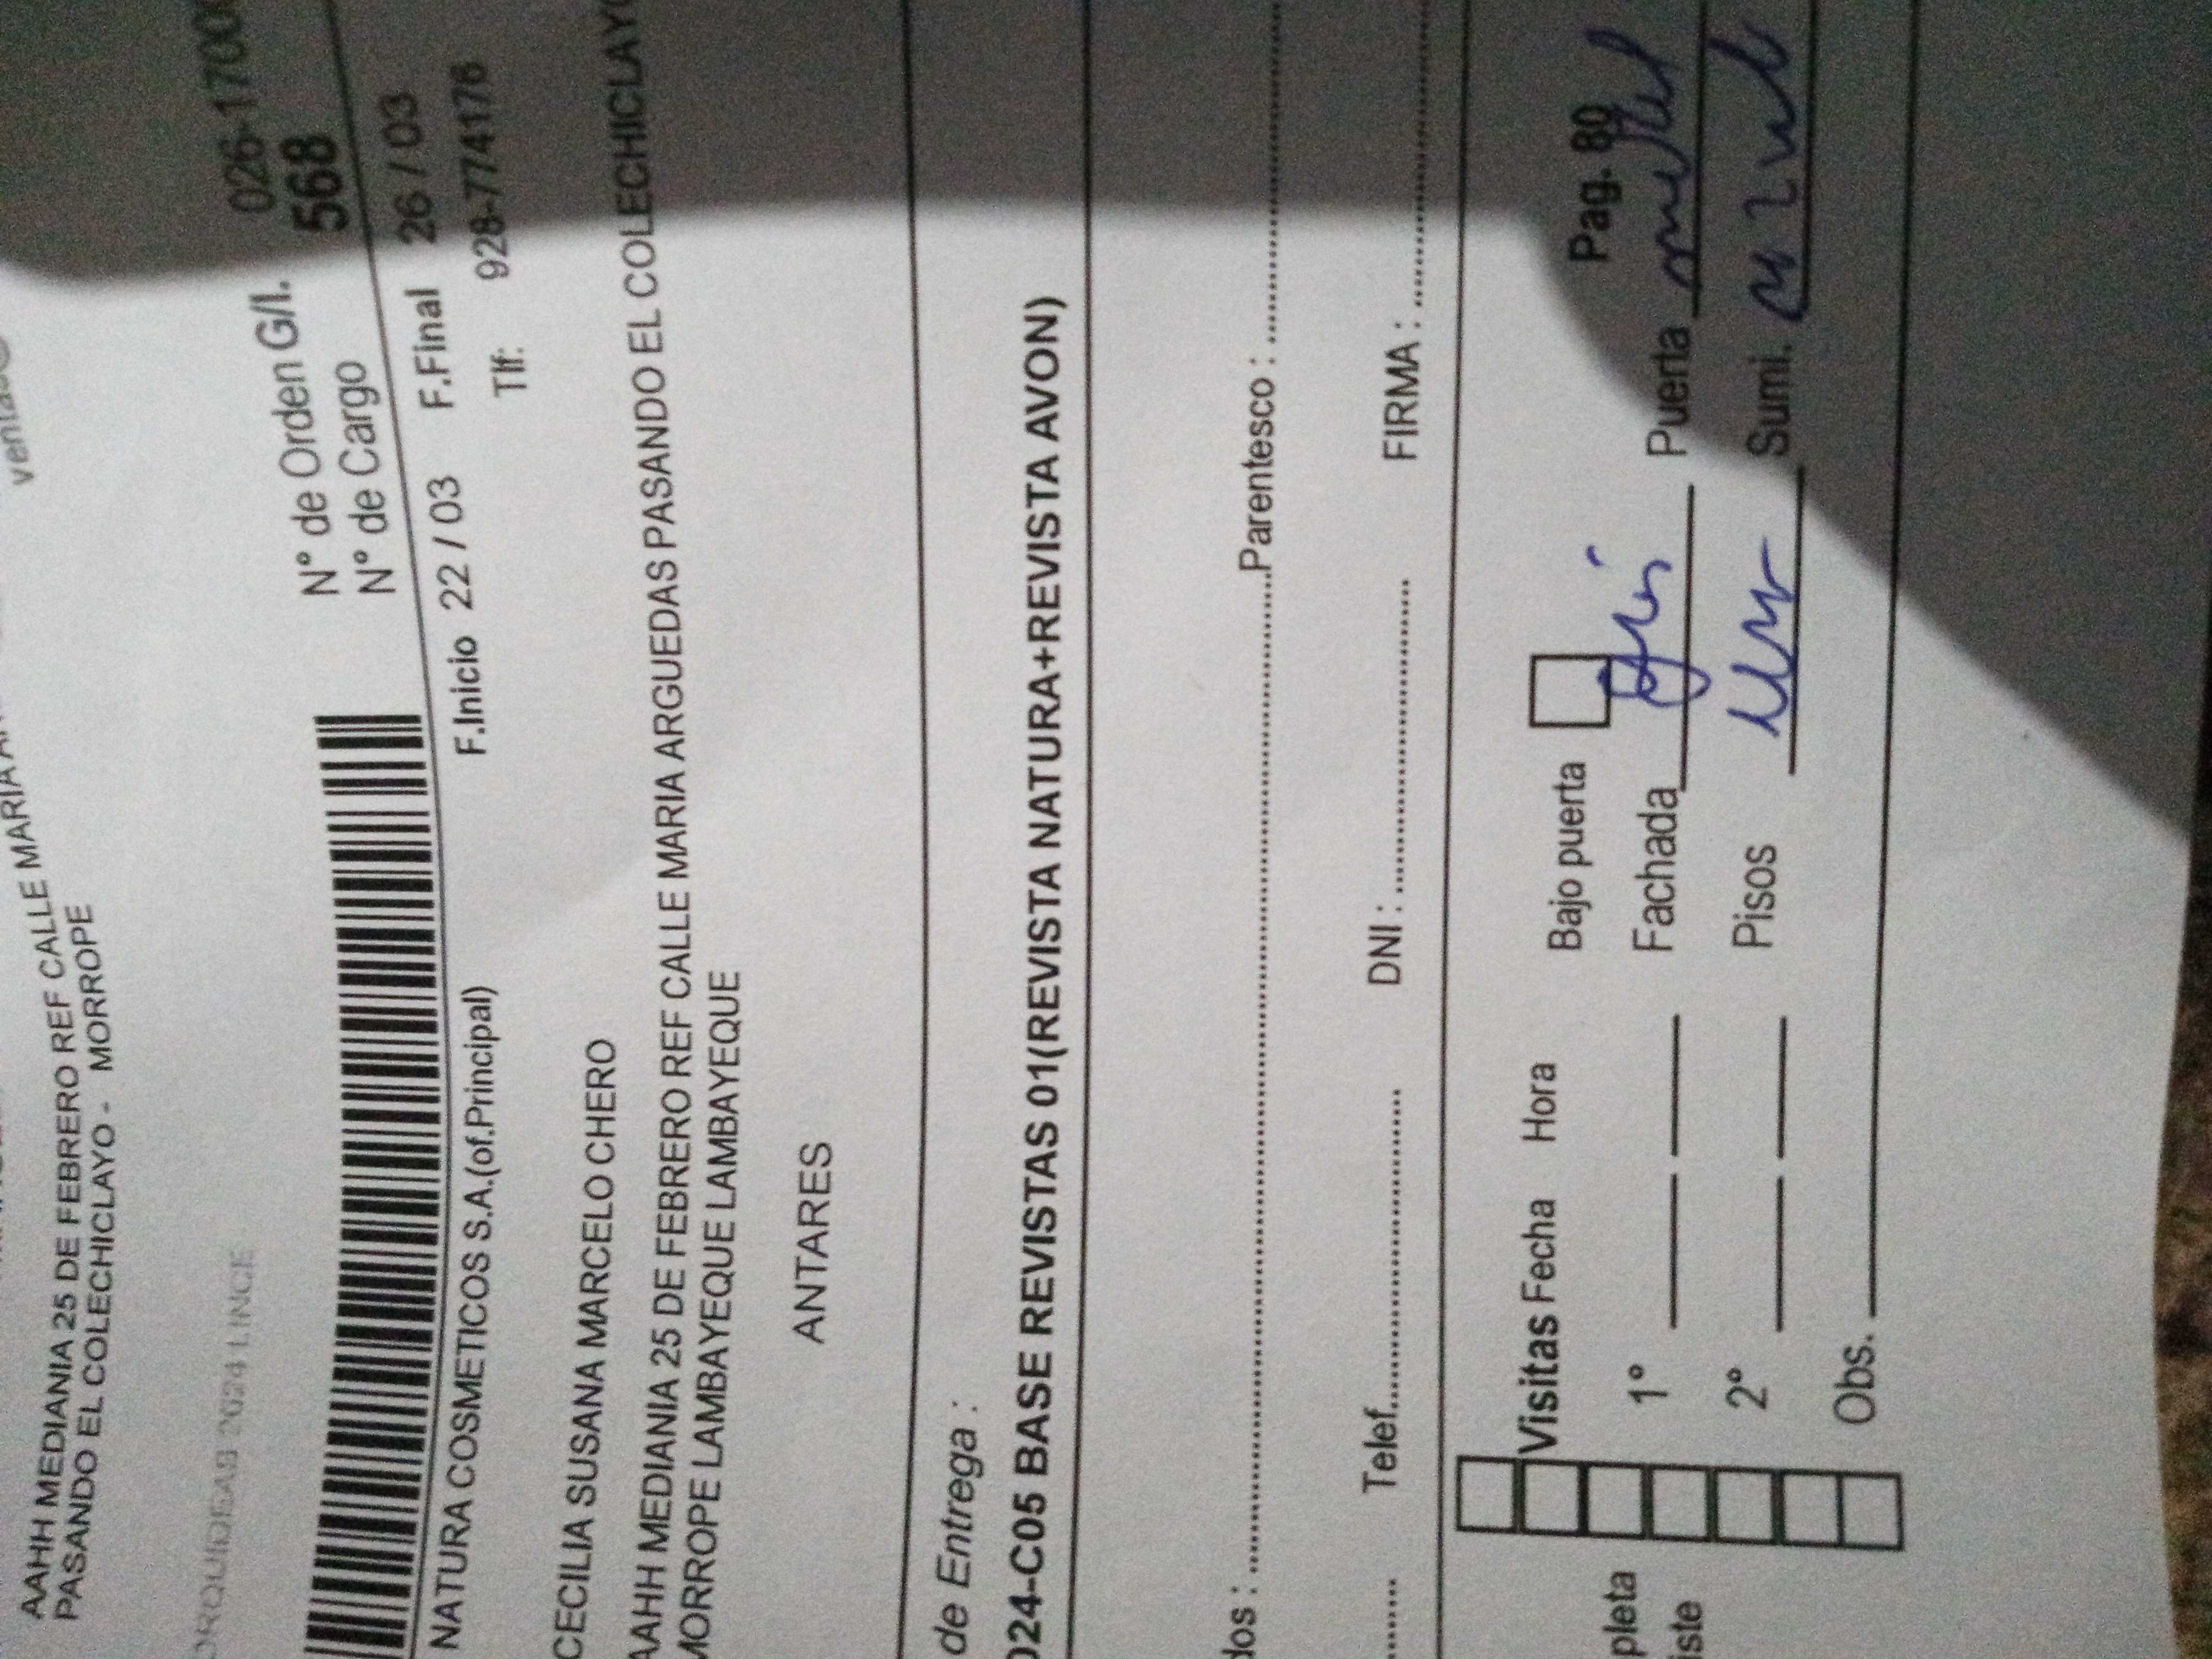 AAHH MEDIANIA 25 DE FEBRERO REF CALLE MARIA
PASANDO EL COLECHICLAYO - MORROPE
ORQUIDEAS 2024 LINCE
N° de Orden G/I. 026-1700
N° de Cargo 568
NATURA COSMETICOS S.A.(of.Principal) F.Inicio 22 / 03 F.Final 26 / 03
Tlf: 928-774176
CECILIA SUSANA MARCELO CHERO
AAHH MEDIANIA 25 DE FEBRERO REF CALLE MARIA ARGUEDAS PASANDO EL COLECHICLAYO
MORROPE LAMBAYEQUE LAMBAYEQUE
ANTARES
de Entrega :
024-C05 BASE REVISTAS 01(REVISTA NATURA+REVISTA AVON)
dos : Parentesco :
Telef. DNI : FIRMA :
Visitas Fecha Hora Bajo puerta Pag. 80
1° Fachada Puerta
2° Pisos Sumi.
Obs.
pleta
iste